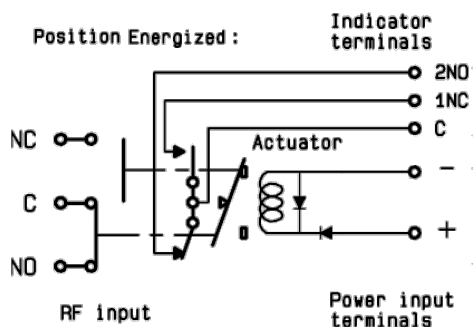 Position Energized :
Indicator
terminals
2NO
1NC
C
Actuator
NC
C
NO
-
+
RF input
Power input
terminals